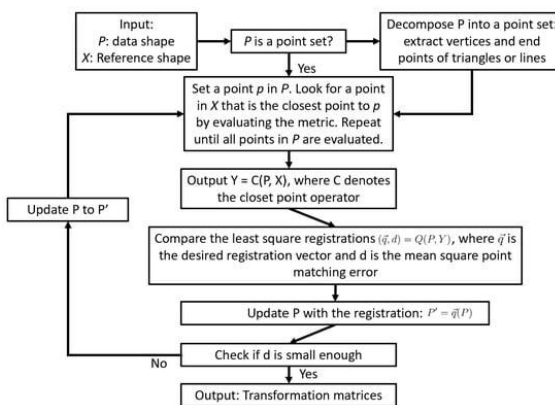 Input:
P: data shape
X: Reference shape
P is a point set?
Decompose P into a point set:
extract vertices and end
points of triangles or lines
Yes
Set a point p in P. Look for a point
in X that is the closest point to p
by evaluating the metric. Repeat
until all points in P are evaluated.
Output Y = C(P, X), where C denotes
the closet point operator
Update P to P’
Compare the least square registrations (q⃗, d) = Q(P, Y), where q⃗ is
the desired registration vector and d is the mean square point
matching error
Update P with the registration: P′ = q⃗(P)
No
Check if d is small enough
Yes
Output: Transformation matrices